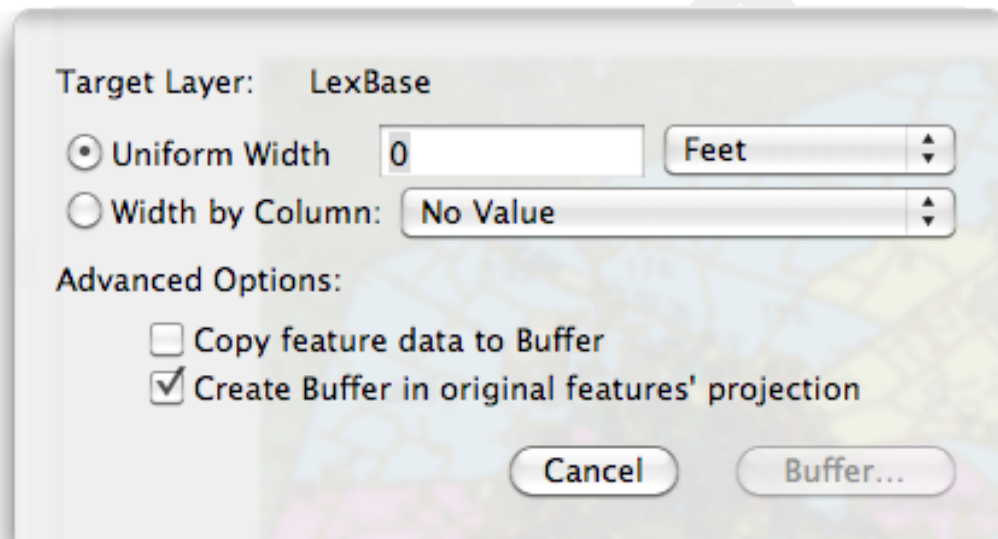 Target Layer: LexBase
Uniform Width 0 Feet
Width by Column: No Value
Advanced Options:
Copy feature data to Buffer
Create Buffer in original features' projection
Cancel Buffer...